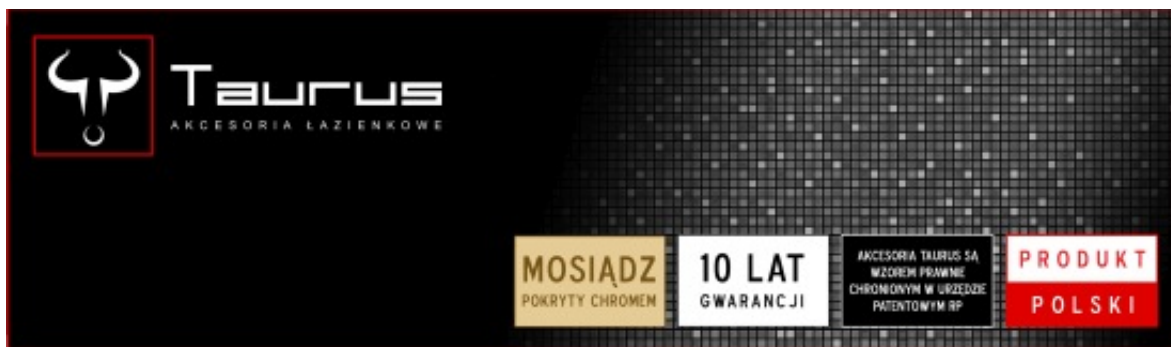 Taurus
AKCESORIA ŁAZIENKOWE
MOSIĄDZ
POKRYTY CHROMEM
10 LAT
GWARANCJI
AKCESORIA TAURUS SĄ
WZOREM PRAWNIE
CHRONIONYM W URZĘDZIE
PATENTOWYM RP
PRODUKT
POLSKI